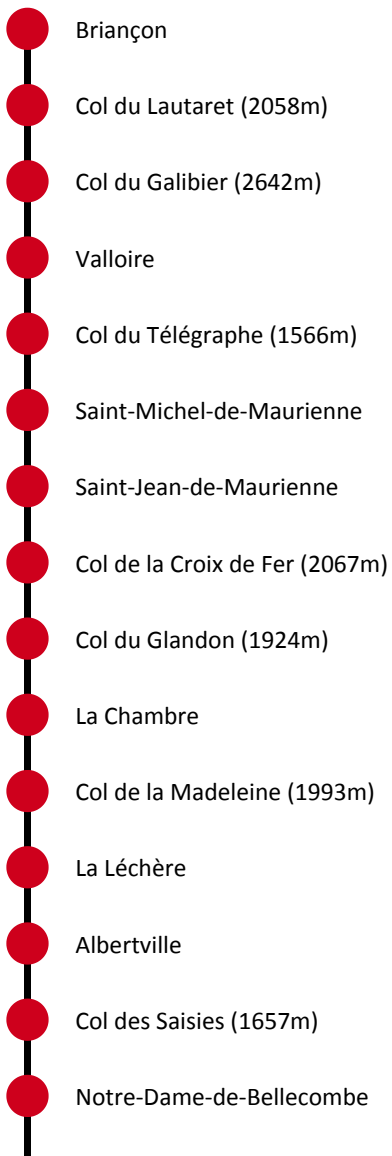 Briançon
Col du Lautaret (2058m)
Col du Galibier (2642m)
Valloire
Col du Télégraphe (1566m)
Saint-Michel-de-Maurienne
Saint-Jean-de-Maurienne
Col de la Croix de Fer (2067m)
Col du Glandon (1924m)
La Chambre
Col de la Madeleine (1993m)
La Léchère
Albertville
Col des Saisies (1657m)
Notre-Dame-de-Bellecombe